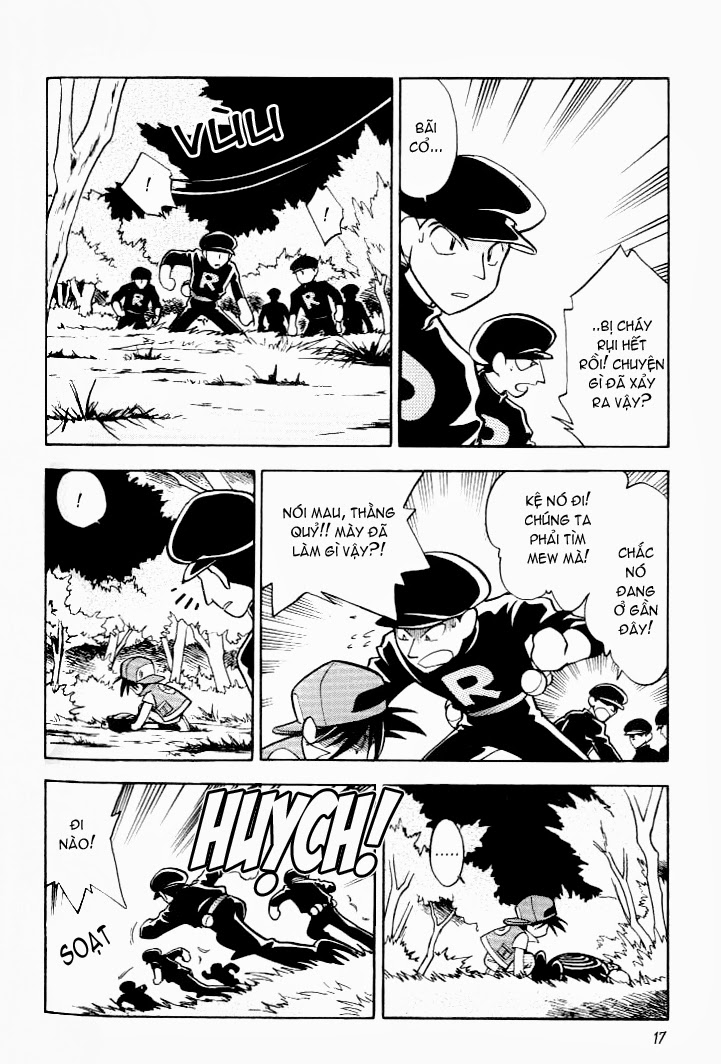 VÙUU
!
!
BÃI
CỎ...
..BỊ CHÁY
RỤI HẾT
RỒI! CHUYỆN
GÌ ĐÃ XẢY
RA VẬY?
R
R
R
!
NÓI MAU, THẰNG
QUỶ!! MÀY ĐÃ
LÀM GÌ VẬY?!
KỆ NÓ ĐI!
CHÚNG TA
PHẢI TÌM
MEW MÀ!
CHẮC
NÓ
ĐANG
Ở GẦN
ĐÂY!
R
ĐI
NÀO!
HUỴCH!
SOẠT
......
17